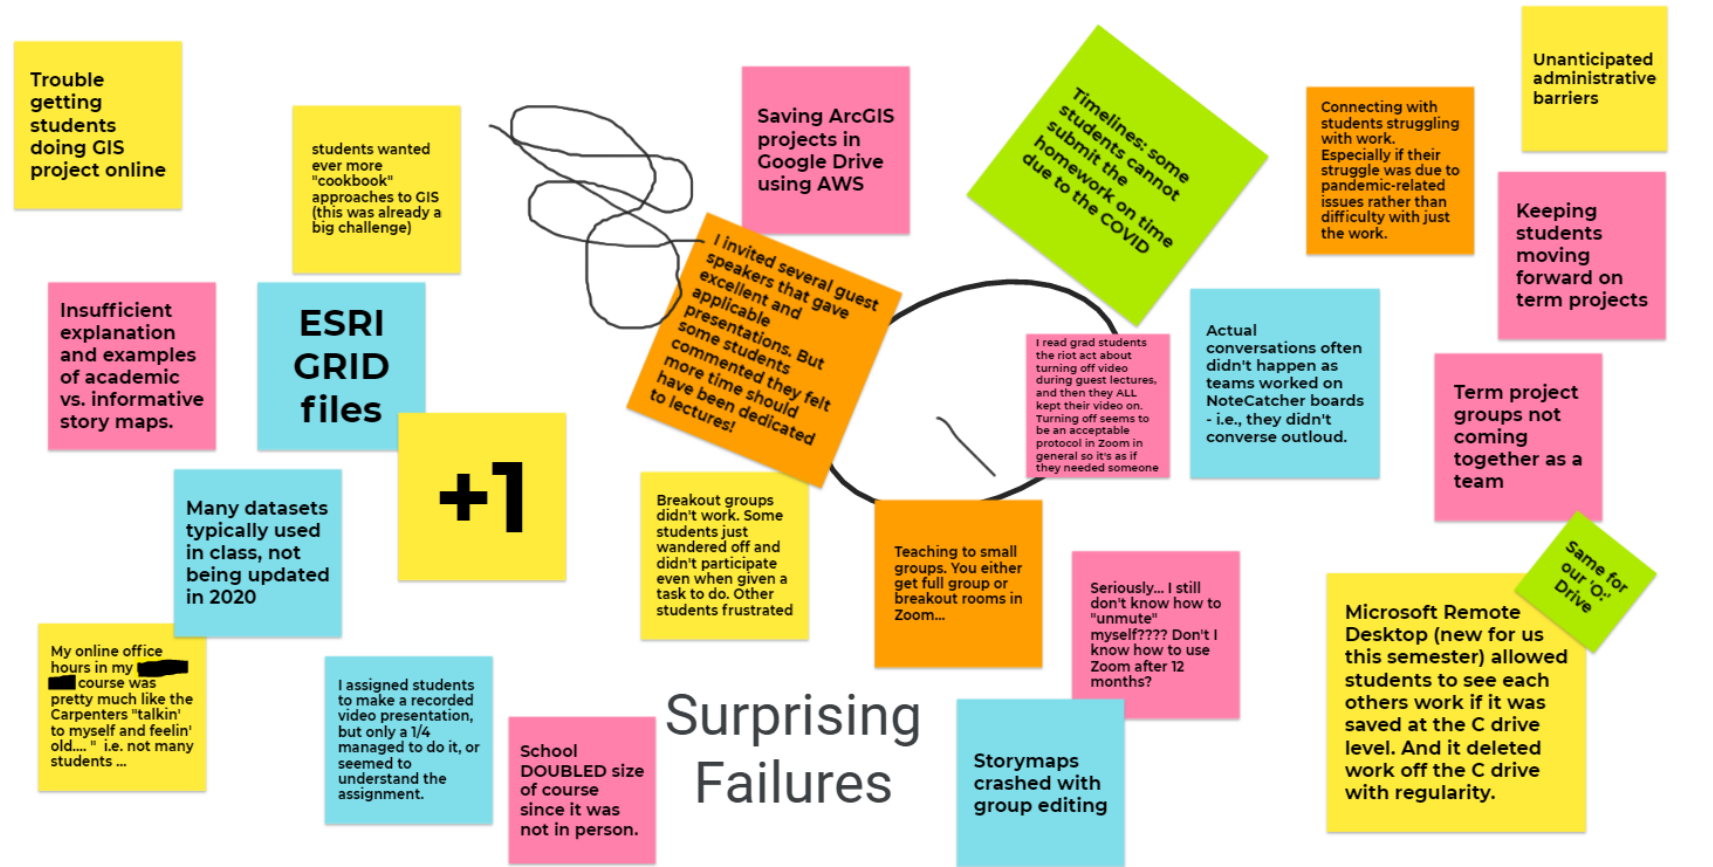 Trouble
getting
students
doing GIS
project online
students wanted
ever more
"cookbook"
approaches to GIS
(this was already a
big challenge)
Saving ArcGIS
projects in
Google Drive
using AWS
Timelines: some
students cannot
submit the
homework on time
due to the COVID
Connecting with
students struggling
with work.
Especially if their
struggle was due to
pandemic-related
issues rather than
difficulty with just
the work.
Unanticipated
administrative
barriers
Keeping
students
moving
forward on
term projects
Insufficient
explanation
and examples
of academic
vs. informative
story maps.
ESRI
GRID
files
+1
I invited several guest
speakers that gave
excellent and
applicable
presentations. But
some students
commented they felt
more time should
have been dedicated
to lectures!
I read grad students
the riot act about
turning off video
during guest lectures,
and then they ALL
kept their video on.
Turning off seems to
be an acceptable
protocol in Zoom in
general so it's as if
they needed someone
Actual
conversations often
didn't happen as
teams worked on
NoteCatcher boards
- i.e., they didn't
converse outloud.
Term project
groups not
coming
together as a
team
Many datasets
typically used
in class, not
being updated
in 2020
Breakout groups
didn't work. Some
students just
wandered off and
didn't participate
even when given a
task to do. Other
students frustrated
Teaching to small
groups. You either
get full group or
breakout rooms in
Zoom...
Seriously... I still
don't know how to
"unmute"
myself???? Don't I
know how to use
Zoom after 12
months?
Same for
our 'O:'
Drive
Microsoft Remote
Desktop (new for us
this semester) allowed
students to see each
others work if it was
saved at the C drive
level. And it deleted
work off the C drive
with regularity.
My online office
hours in my
course was
pretty much like the
Carpenters "talkin'
to myself and feelin'
old.... " i.e. not many
students ...
I assigned students
to make a recorded
video presentation,
but only a 1/4
managed to do it, or
seemed to
understand the
assignment.
School
DOUBLED size
of course
since it was
not in person.
Surprising
Failures
Storymaps
crashed with
group editing